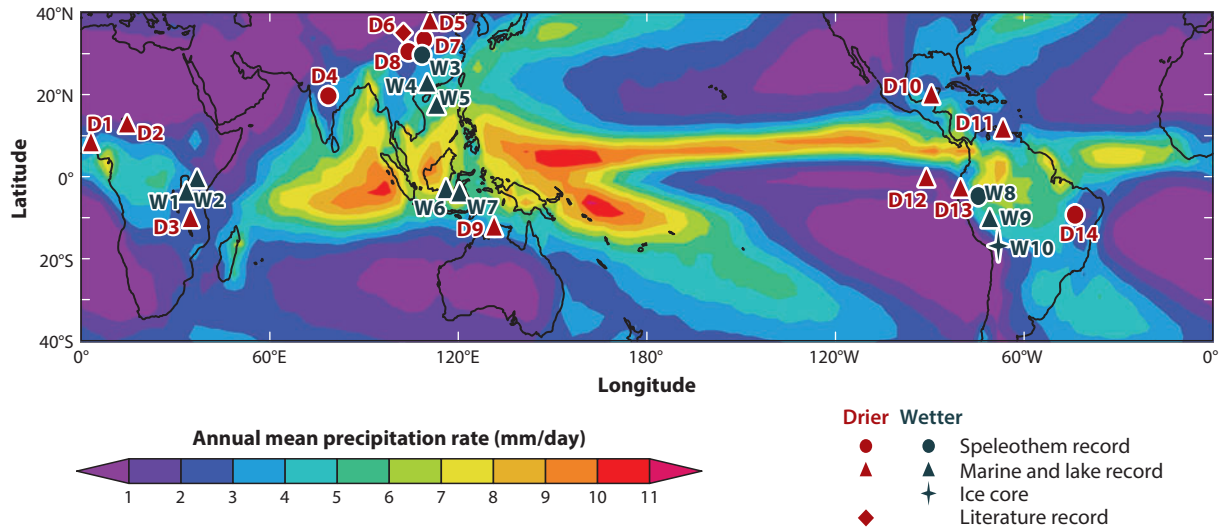 40°N
20°N
0°
20°S
40°S
Latitude
D1
D2
D3
D4
D5
D6
D7
D8
W3
W4
W5
W1
W2
W6
W7
D9
D10
D11
D12
D13
W8
W9
W10
D14
0° 60°E 120°E 180° 120°W 60°W 0°
Longitude
Annual mean precipitation rate (mm/day)
1 2 3 4 5 6 7 8 9 10 11
Drier Wetter
Speleothem record
Marine and lake record
Ice core
Literature record